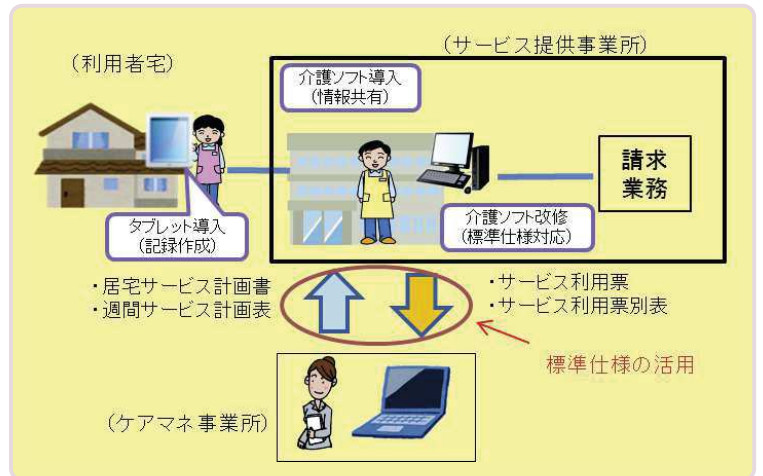 (サービス提供事業所)
(利用者宅)
介護ソフト導入
(情報共有)
請求
業務
タブレット導入
(記録作成)
介護ソフト改修
(標準仕様対応)
・居宅サービス計画書
・週間サービス計画表
・サービス利用票
・サービス利用票別表
標準仕様の活用
(ケアマネ事業所)